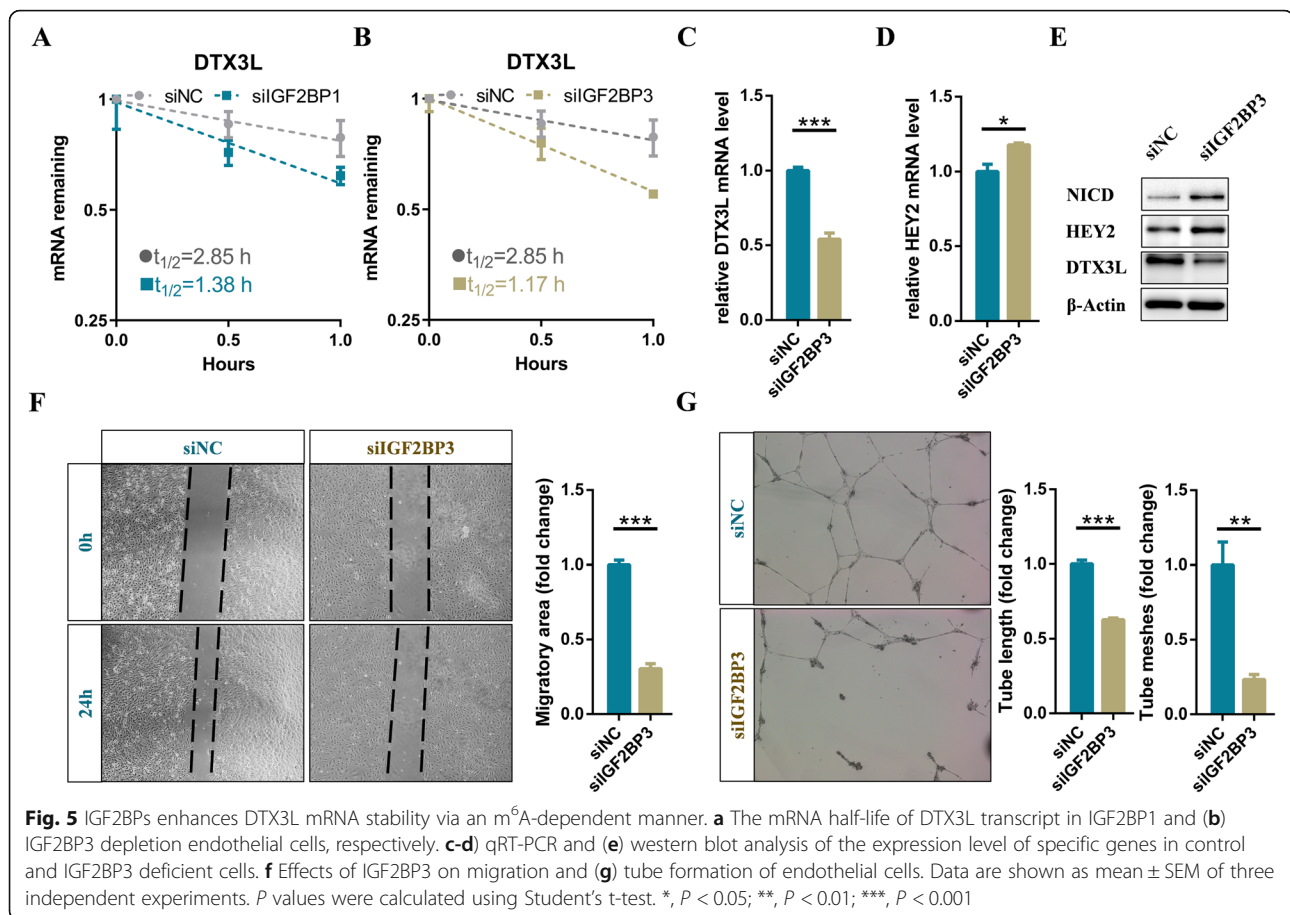 A
DTX3L
siNC siIGF2BP1
mRNA remaining
1
0.5
0.25
t1/2=2.85 h
t1/2=1.38 h
0.0 0.5 1.0
Hours
B
DTX3L
siNC siIGF2BP3
mRNA remaining
1
0.5
0.25
t1/2=2.85 h
t1/2=1.17 h
0.0 0.5 1.0
Hours
C
relative DTX3L mRNA level
1.5
1.0
0.5
0.0
***
siNC
siIGF2BP3
D
relative HEY2 mRNA level
1.5
1.0
0.5
0.0
*
siNC
siIGF2BP3
E
siNC
siIGF2BP3
NICD
HEY2
DTX3L
β-Actin
F
siNC siIGF2BP3
0h
24h
Migratory area (fold change)
1.5
1.0
0.5
0.0
***
siNC
siIGF2BP3
G
siNC
siIGF2BP3
Tube length (fold change)
1.5
1.0
0.5
0.0
***
siNC
siIGF2BP3
Tube meshes (fold change)
1.5
1.0
0.5
0.0
**
siNC
siIGF2BP3
Fig. 5 IGF2BPs enhances DTX3L mRNA stability via an m⁶A-dependent manner. a The mRNA half-life of DTX3L transcript in IGF2BP1 and (b)
IGF2BP3 depletion endothelial cells, respectively. c-d) qRT-PCR and (e) western blot analysis of the expression level of specific genes in control
and IGF2BP3 deficient cells. f Effects of IGF2BP3 on migration and (g) tube formation of endothelial cells. Data are shown as mean ± SEM of three
independent experiments. P values were calculated using Student's t-test. *, P < 0.05; **, P < 0.01; ***, P < 0.001